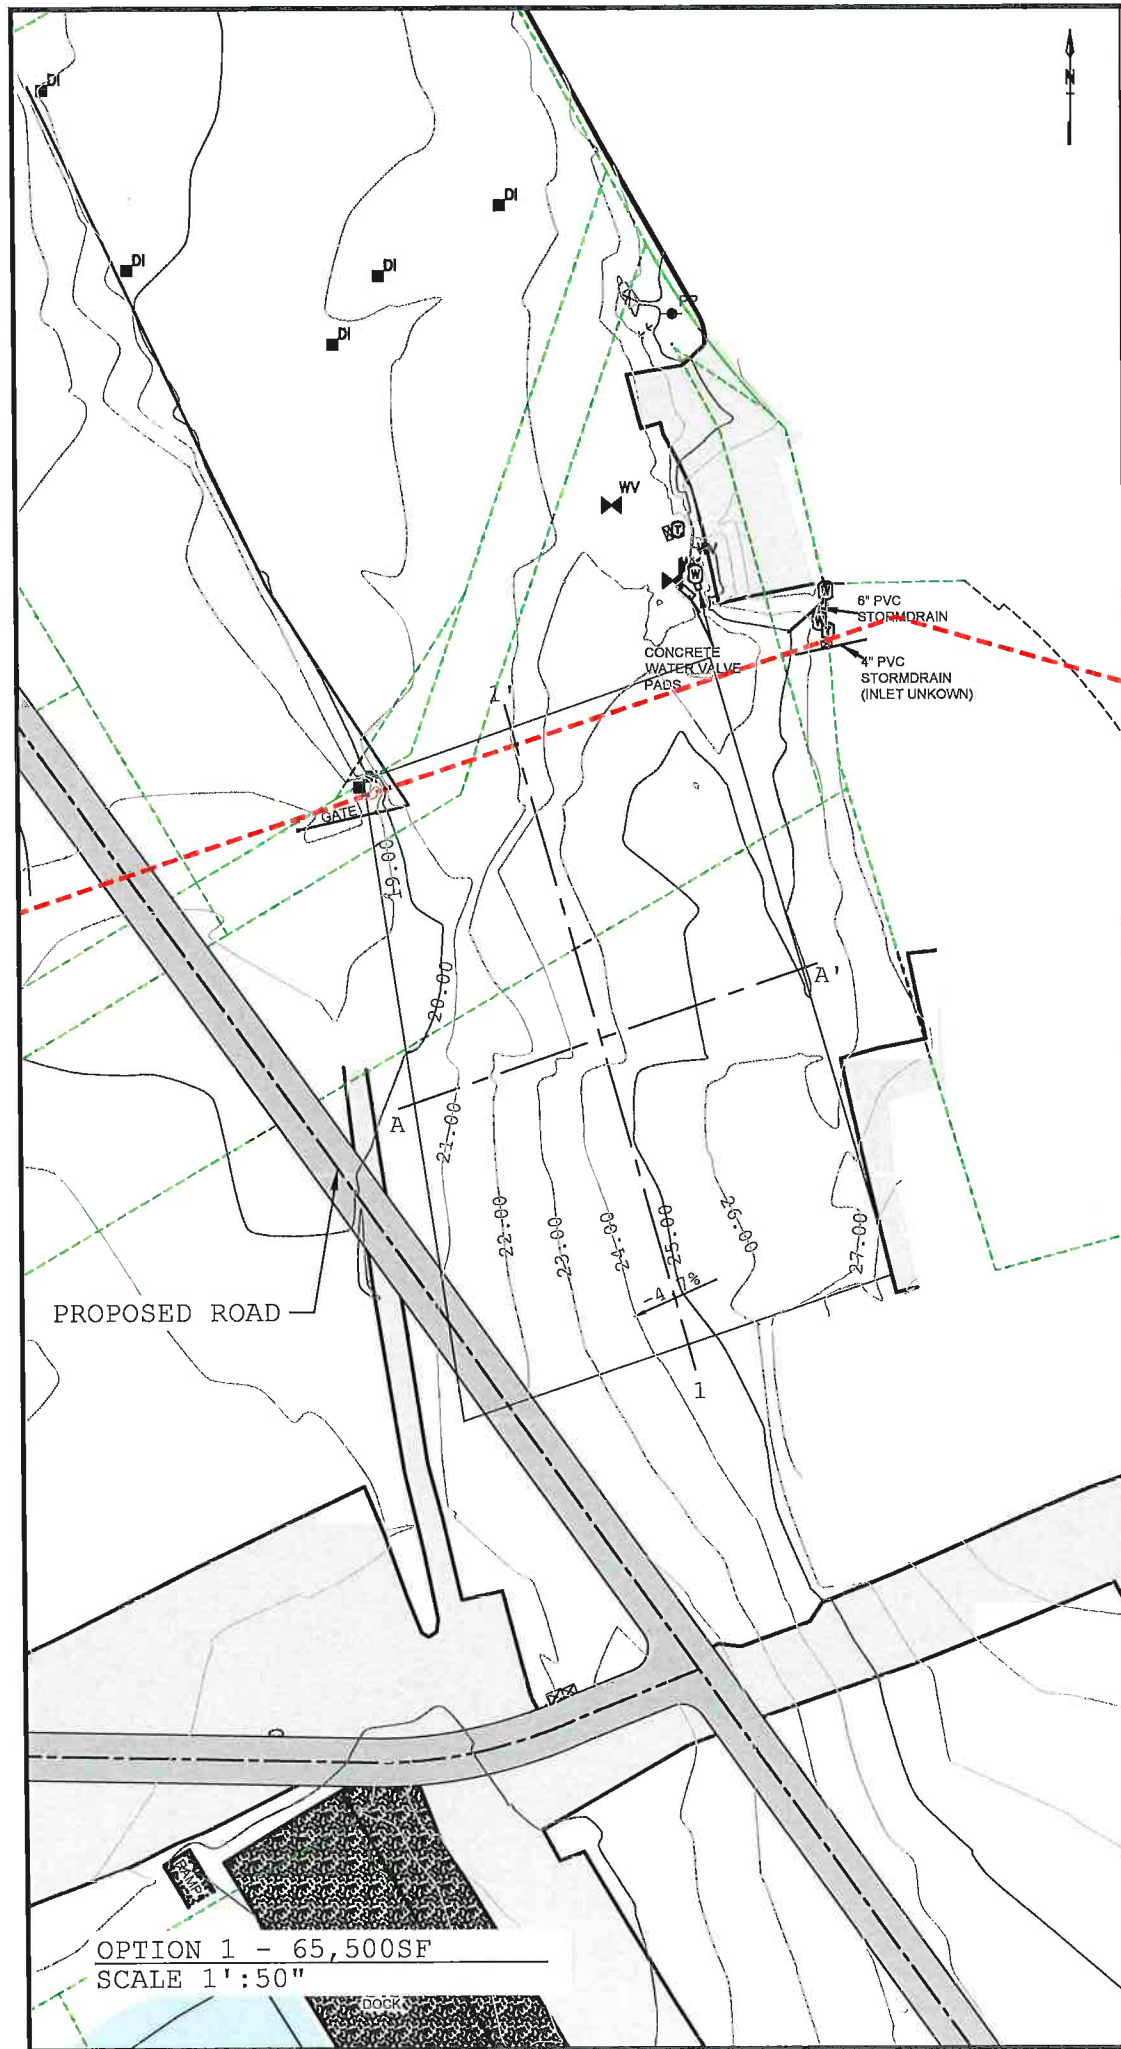 N
DI
DI
DI
DI
DI
PP
WV
T
W
W
6" PVC
STORMDRAIN
4" PVC
STORMDRAIN
(INLET UNKOWN)
CONCRETE
WATER VALVE
PADS
1'
GATE
19.00
20.00
A'
A
21.00
22.00
23.00
24.00
25.00
26.00
27.00
-4.7%
PROPOSED ROAD
1
RAMP
OPTION 1 - 65,500SF
SCALE 1':50"
DOCK